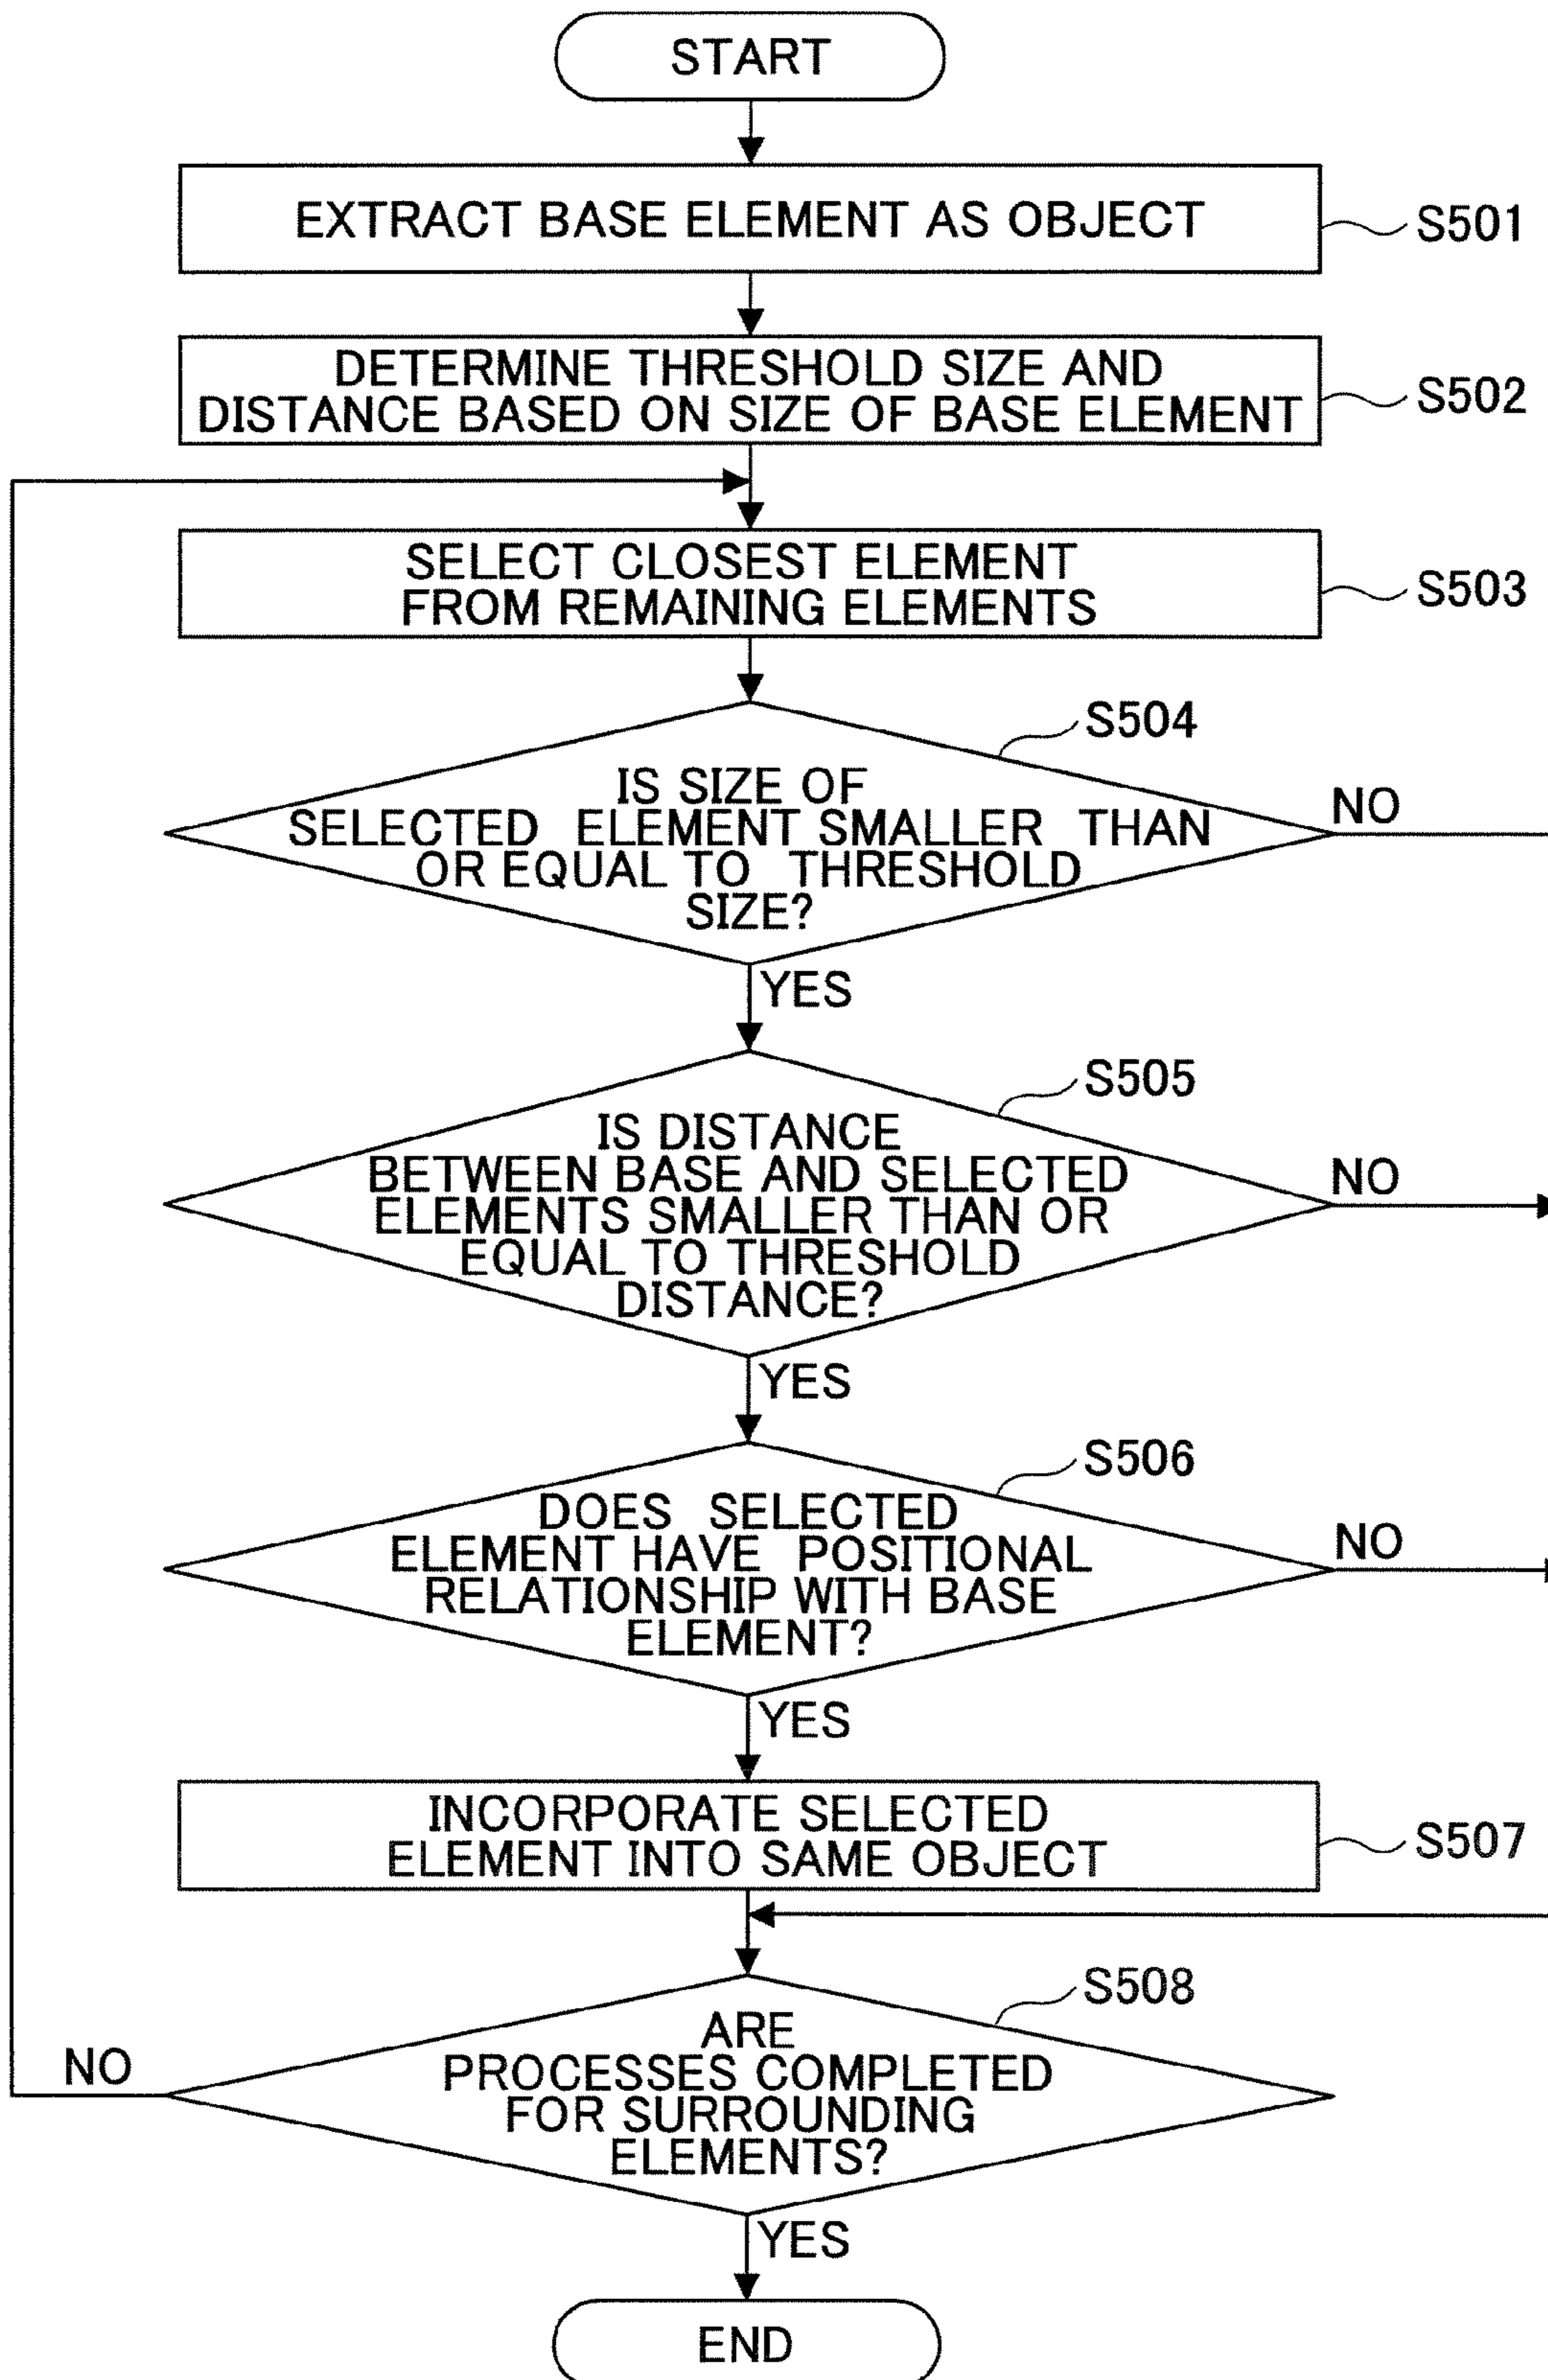 START
EXTRACT BASE ELEMENT AS OBJECT
S501
DETERMINE THRESHOLD SIZE AND
DISTANCE BASED ON SIZE OF BASE ELEMENT
S502
SELECT CLOSEST ELEMENT
FROM REMAINING ELEMENTS
S503
S504
IS SIZE OF
SELECTED ELEMENT SMALLER THAN
OR EQUAL TO THRESHOLD
SIZE?
NO
YES
S505
IS DISTANCE
BETWEEN BASE AND SELECTED
ELEMENTS SMALLER THAN OR
EQUAL TO THRESHOLD
DISTANCE?
NO
YES
S506
DOES SELECTED
ELEMENT HAVE POSITIONAL
RELATIONSHIP WITH BASE
ELEMENT?
NO
YES
INCORPORATE SELECTED
ELEMENT INTO SAME OBJECT
S507
S508
ARE
PROCESSES COMPLETED
FOR SURROUNDING
ELEMENTS?
NO
YES
END